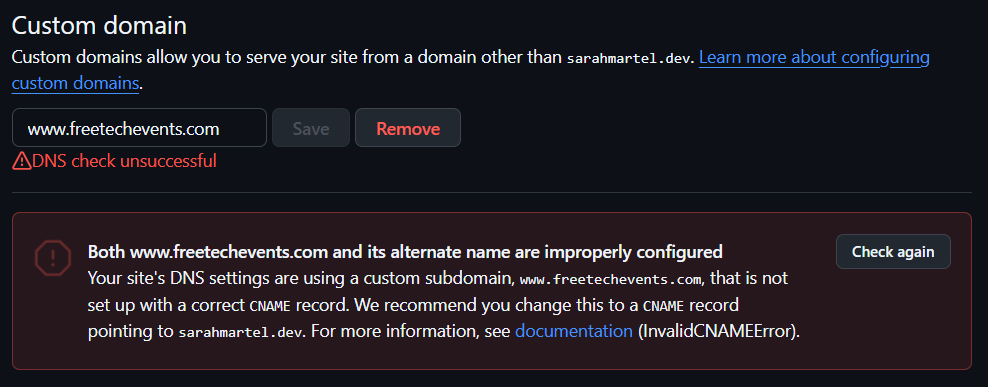 Custom domain
Custom domains allow you to serve your site from a domain other than sarahmartel.dev. Learn more about configuring
custom domains.
www.freetechevents.com Save Remove
DNS check unsuccessful
Both www.freetechevents.com and its alternate name are improperly configured
Check again
Your site's DNS settings are using a custom subdomain, www.freetechevents.com, that is not
set up with a correct CNAME record. We recommend you change this to a CNAME record
pointing to sarahmartel.dev. For more information, see documentation (InvalidCNAMEError).